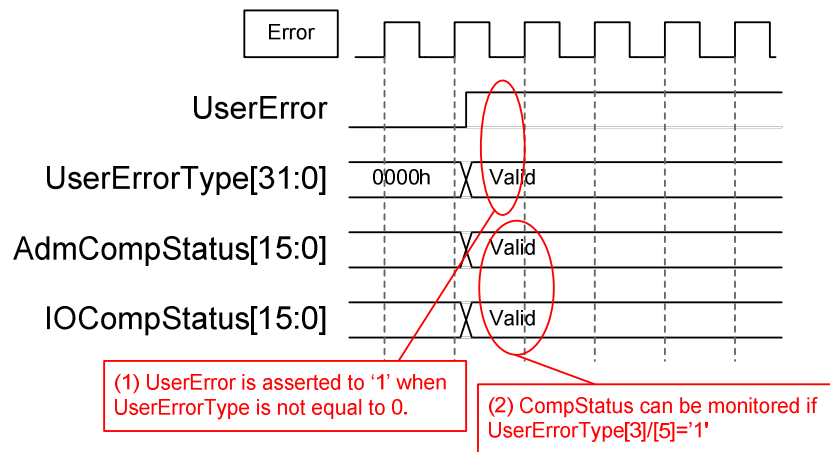 Error
UserError
UserErrorType[31:0]
0000h
Valid
AdmCompStatus[15:0]
Valid
IOCompStatus[15:0]
Valid
(1) UserError is asserted to ‘1’ when
UserErrorType is not equal to 0.
(2) CompStatus can be monitored if
UserErrorType[3]/[5]=’1'